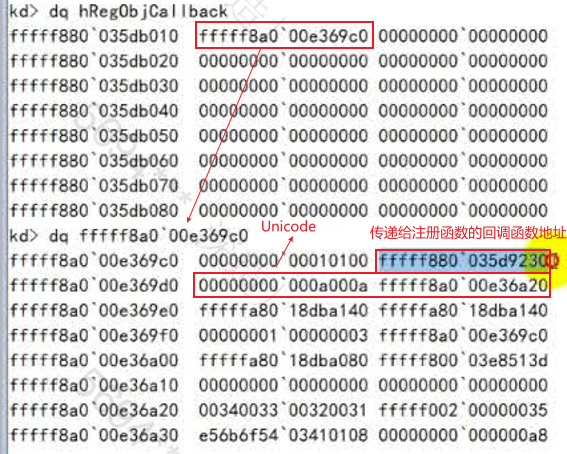 kd> dq hRegObjCallback
fffff880`035db010 fffff8a0`00e369c0 00000000`00000000
fffff880`035db020 00000000`00000000 00000000`00000000
fffff880`035db030 00000000`00000000 00000000`00000000
fffff880`035db040 00000000`00000000 00000000`00000000
fffff880`035db050 00000000`00000000 00000000`00000000
fffff880`035db060 00000000`00000000 00000000`00000000
fffff880`035db070 00000000`00000000 00000000`00000000
fffff880`035db080 00000000`00000000 00000000`00000000
Unicode
传递给注册函数的回调函数地址
kd> dq fffff8a0`00e369c0
fffff8a0`00e369c0 00000000`00010100 fffff880`035d9230
fffff8a0`00e369d0 00000000`000a000a fffff8a0`00e36a20
fffff8a0`00e369e0 fffffa80`18dba140 fffffa80`18dba140
fffff8a0`00e369f0 00000001`00000003 fffff8a0`00e369c0
fffff8a0`00e36a00 fffffa80`18dba080 fffff800`03e8513d
fffff8a0`00e36a10 00000000`00000000 00000000`00000000
fffff8a0`00e36a20 00340033`00320031 fffff002`00000035
fffff8a0`00e36a30 e56b6f54`03410108 00000000`000000a8